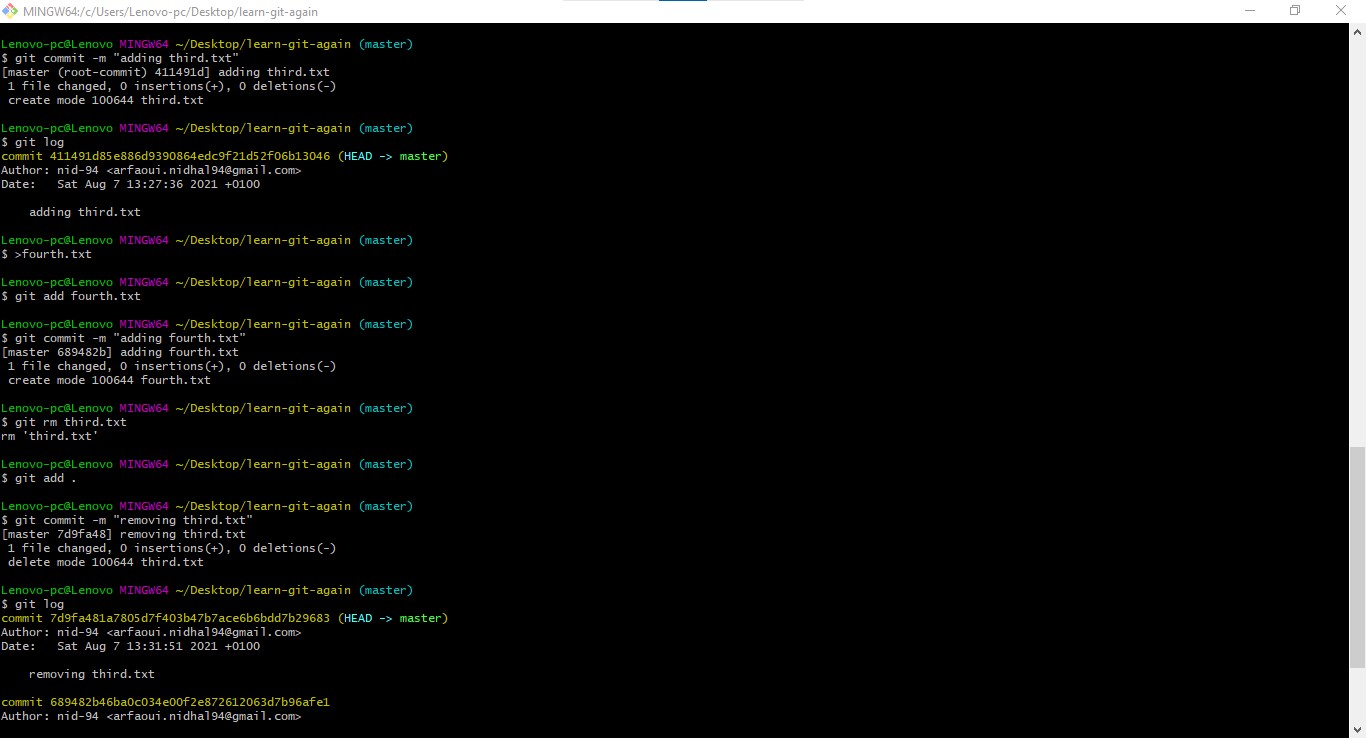 MINGW64:/c/Users/Lenovo-pc/Desktop/learn-git-again
Lenovo-pc@Lenovo MINGW64 ~/Desktop/learn-git-again (master)
$ git commit -m "adding third.txt"
[master (root-commit) 411491d] adding third.txt
 1 file changed, 0 insertions(+), 0 deletions(-)
 create mode 100644 third.txt
Lenovo-pc@Lenovo MINGW64 ~/Desktop/learn-git-again (master)
$ git log
commit 411491d85e886d9390864edc9f21d52f06b13046 (HEAD -> master)
Author: nid-94 <arfaoui.nidhal94@gmail.com>
Date:   Sat Aug 7 13:27:36 2021 +0100
    adding third.txt
Lenovo-pc@Lenovo MINGW64 ~/Desktop/learn-git-again (master)
$ >fourth.txt
Lenovo-pc@Lenovo MINGW64 ~/Desktop/learn-git-again (master)
$ git add fourth.txt
Lenovo-pc@Lenovo MINGW64 ~/Desktop/learn-git-again (master)
$ git commit -m "adding fourth.txt"
[master 689482b] adding fourth.txt
 1 file changed, 0 insertions(+), 0 deletions(-)
 create mode 100644 fourth.txt
Lenovo-pc@Lenovo MINGW64 ~/Desktop/learn-git-again (master)
$ git rm third.txt
rm 'third.txt'
Lenovo-pc@Lenovo MINGW64 ~/Desktop/learn-git-again (master)
$ git add .
Lenovo-pc@Lenovo MINGW64 ~/Desktop/learn-git-again (master)
$ git commit -m "removing third.txt"
[master 7d9fa48] removing third.txt
 1 file changed, 0 insertions(+), 0 deletions(-)
 delete mode 100644 third.txt
Lenovo-pc@Lenovo MINGW64 ~/Desktop/learn-git-again (master)
$ git log
commit 7d9fa481a7805d7f403b47b7ace6b6bdd7b29683 (HEAD -> master)
Author: nid-94 <arfaoui.nidhal94@gmail.com>
Date:   Sat Aug 7 13:31:51 2021 +0100
    removing third.txt
commit 689482b46ba0c034e00f2e872612063d7b96afe1
Author: nid-94 <arfaoui.nidhal94@gmail.com>